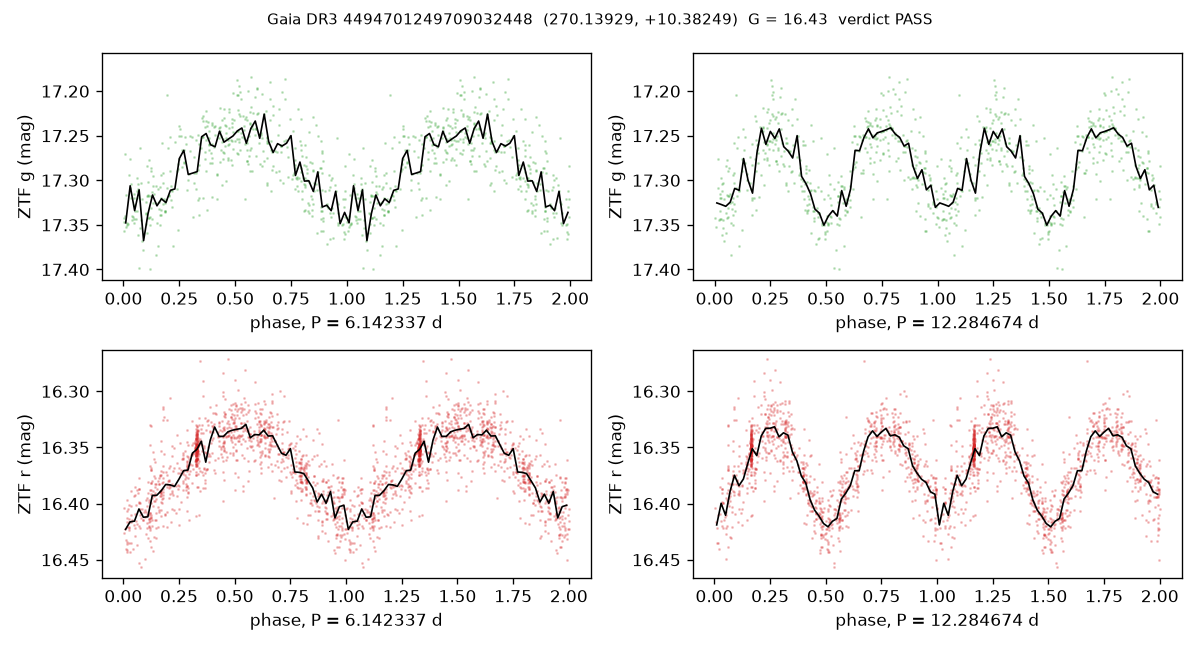 Gaia DR3 4494701249709032448  (270.13929, +10.38249)  G = 16.43  verdict PASS
ZTF g (mag)
17.20
17.25
17.30
17.35
17.40
0.00 0.25 0.50 0.75 1.00 1.25 1.50 1.75 2.00
phase, P = 6.142337 d
ZTF g (mag)
17.20
17.25
17.30
17.35
17.40
0.00 0.25 0.50 0.75 1.00 1.25 1.50 1.75 2.00
phase, P = 12.284674 d
ZTF r (mag)
16.30
16.35
16.40
16.45
0.00 0.25 0.50 0.75 1.00 1.25 1.50 1.75 2.00
phase, P = 6.142337 d
ZTF r (mag)
16.30
16.35
16.40
16.45
0.00 0.25 0.50 0.75 1.00 1.25 1.50 1.75 2.00
phase, P = 12.284674 d